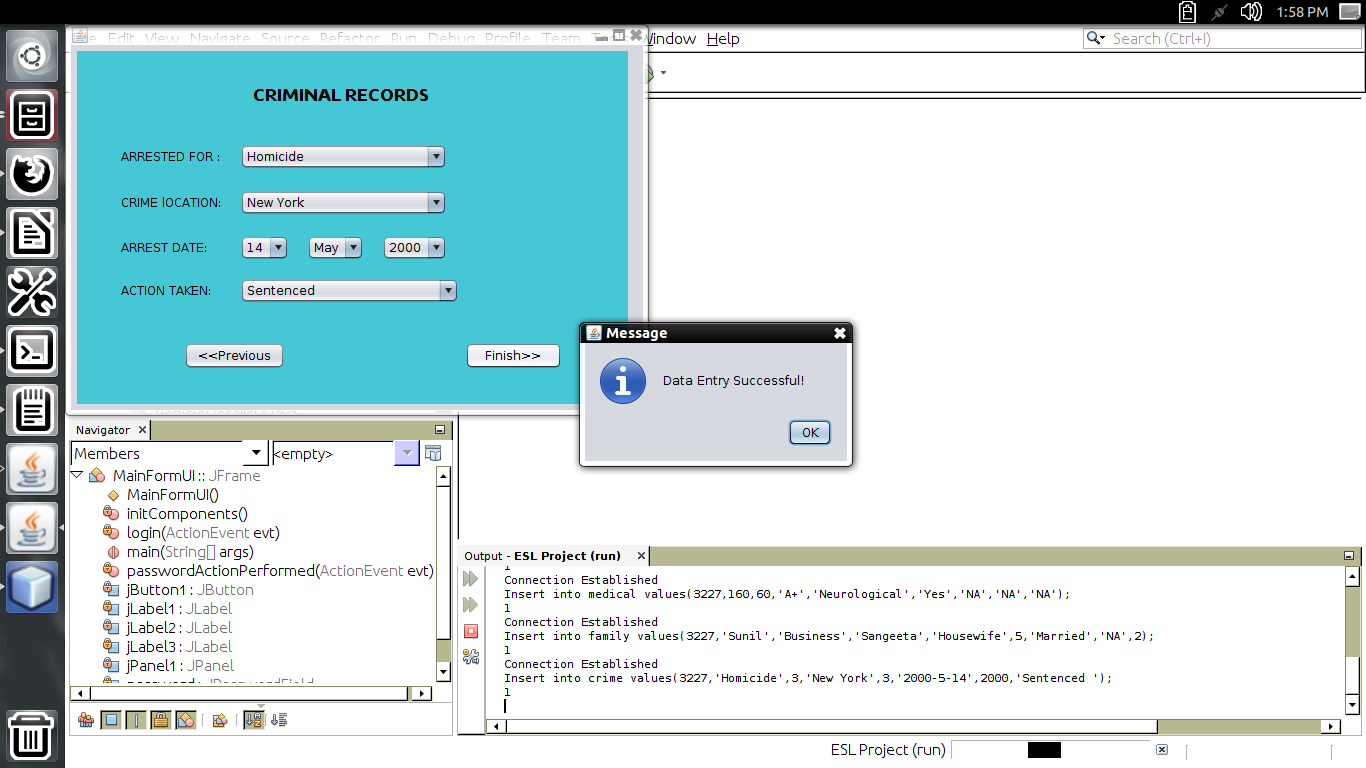 1:58 PM
Edit View Navigate Source Refactor Run Debug Profile Team Window Help
Search (Ctrl+I)
CRIMINAL RECORDS
ARRESTED FOR : Homicide
CRIME lOCATION: New York
ARREST DATE: 14 May 2000
ACTION TAKEN: Sentenced
<<Previous Finish>>
Message
Data Entry Successful!
OK
Navigator
Members <empty>
MainFormUI :: JFrame
MainFormUI()
initComponents()
login(ActionEvent evt)
main(String[] args)
passwordActionPerformed(ActionEvent evt)
jButton1 : JButton
jLabel1 : JLabel
jLabel2 : JLabel
jLabel3 : JLabel
jPanel1 : JPanel
password : JPasswordField
Output - ESL Project (run)
1
Connection Established
Insert into medical values(3227,160,60,'A+','Neurological','Yes','NA','NA','NA');
1
Connection Established
Insert into family values(3227,'Sunil','Business','Sangeeta','Housewife',5,'Married','NA',2);
1
Connection Established
Insert into crime values(3227,'Homicide',3,'New York',3,'2000-5-14',2000,'Sentenced ');
1
ESL Project (run)